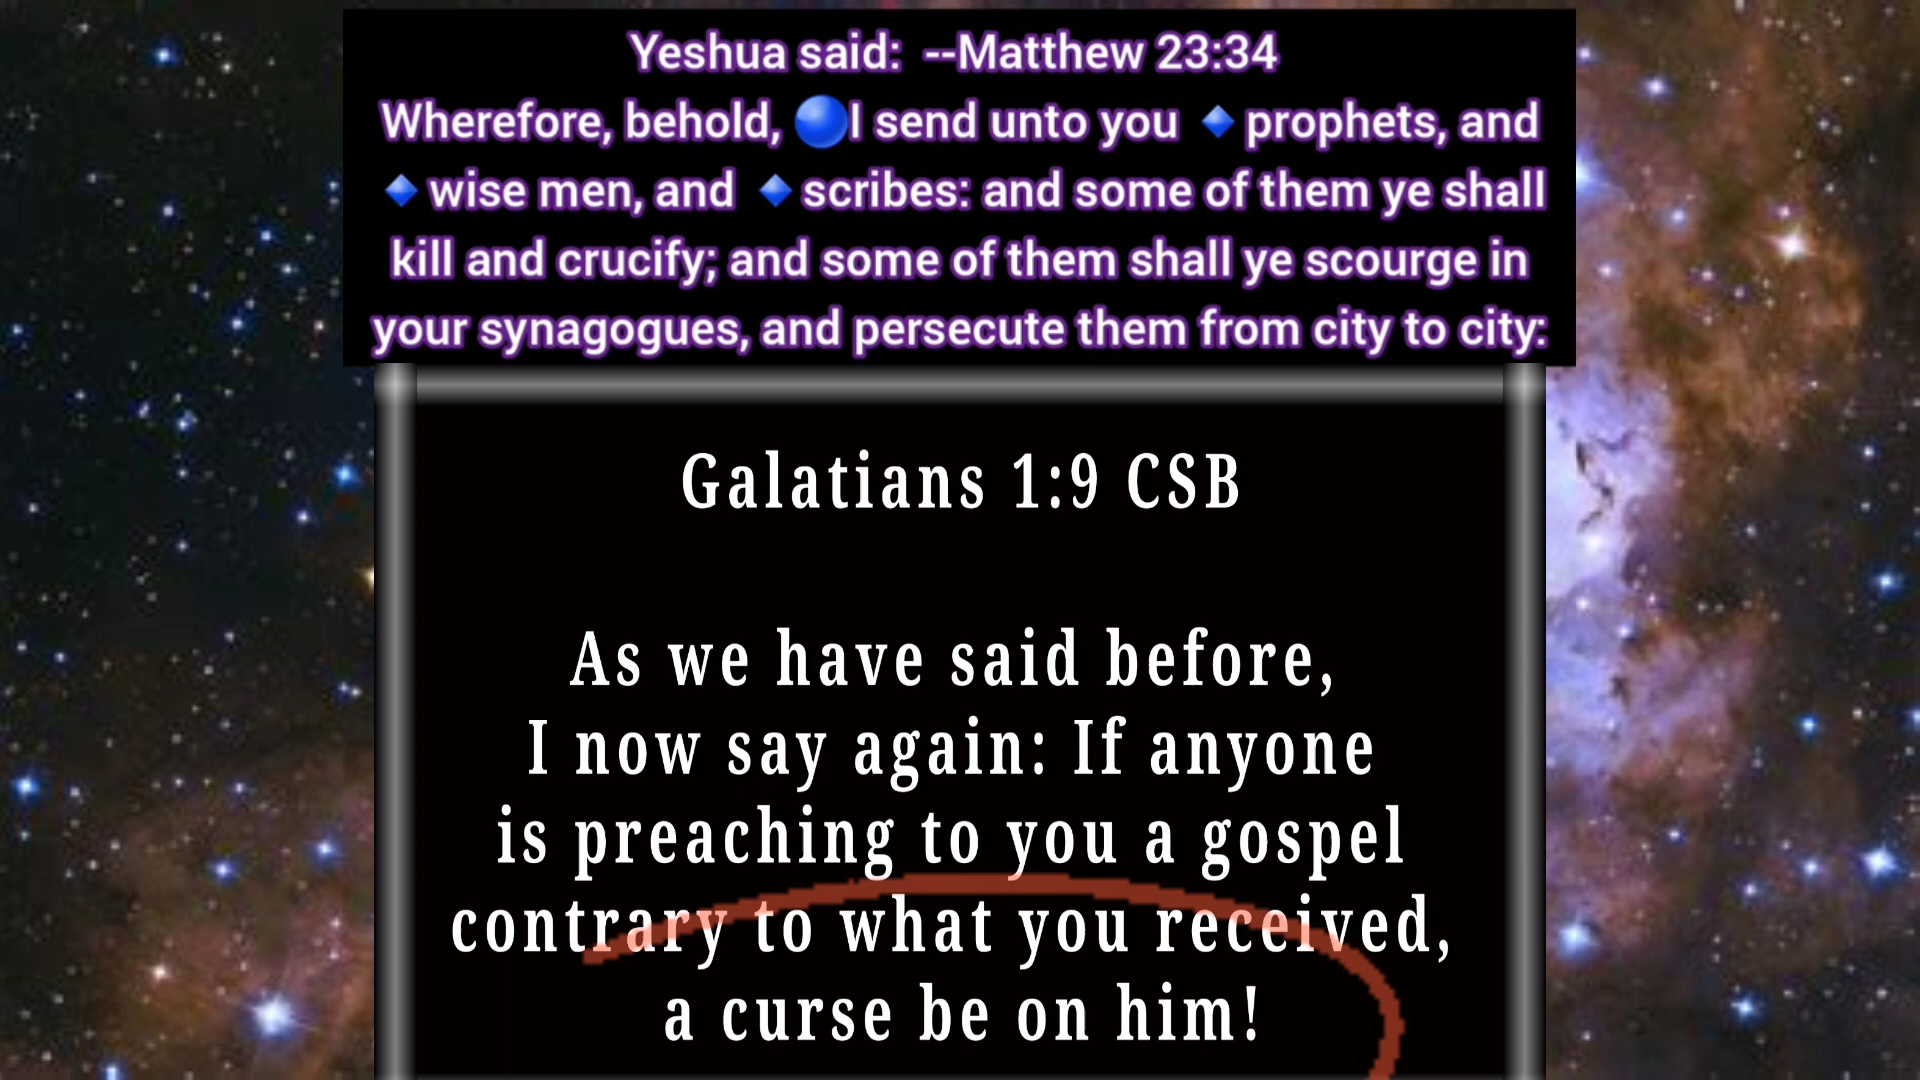 Yeshua said: --Matthew 23:34
Wherefore, behold, 🔵I send unto you 🔹prophets, and
🔹wise men, and 🔹scribes: and some of them ye shall
kill and crucify; and some of them shall ye scourge in
your synagogues, and persecute them from city to city:
Galatians 1:9 CSB
As we have said before,
I now say again: If anyone
is preaching to you a gospel
contrary to what you received,
a curse be on him!